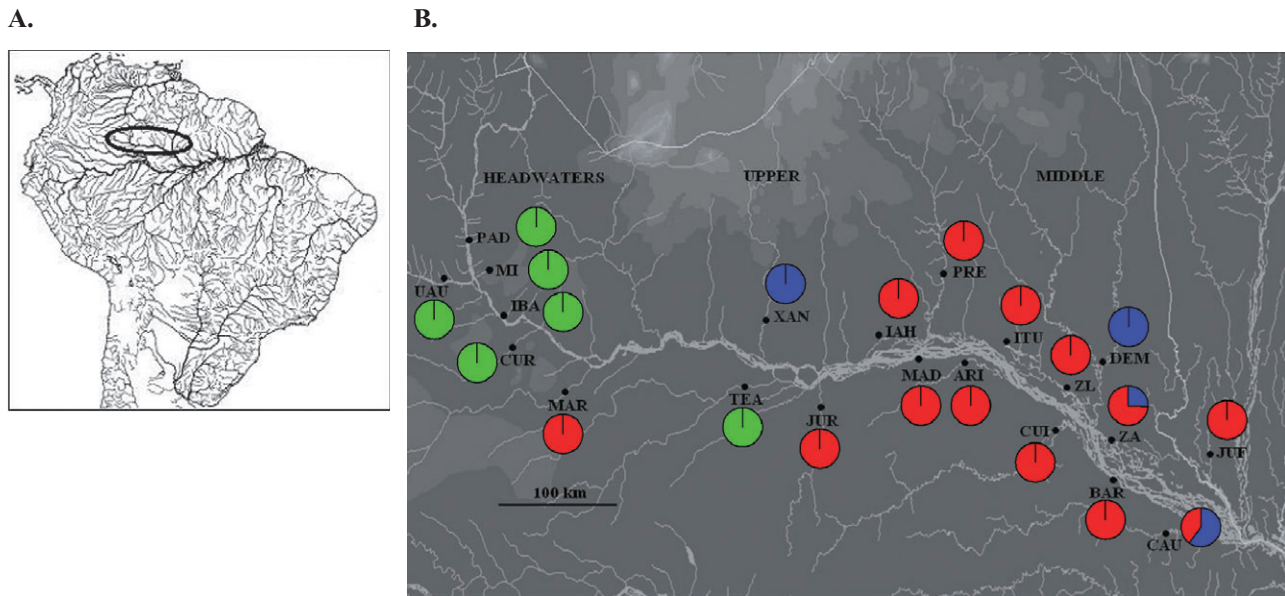 A.
B.
HEADWATERS UPPER MIDDLE
PAD
MI
UAU
IBA
CUR
MAR
XAN
TEA
JUR
IAH
PRE
MAD ARI
ITU
DEM
ZL
CUI
ZA
JUF
BAR
CAU
100 km